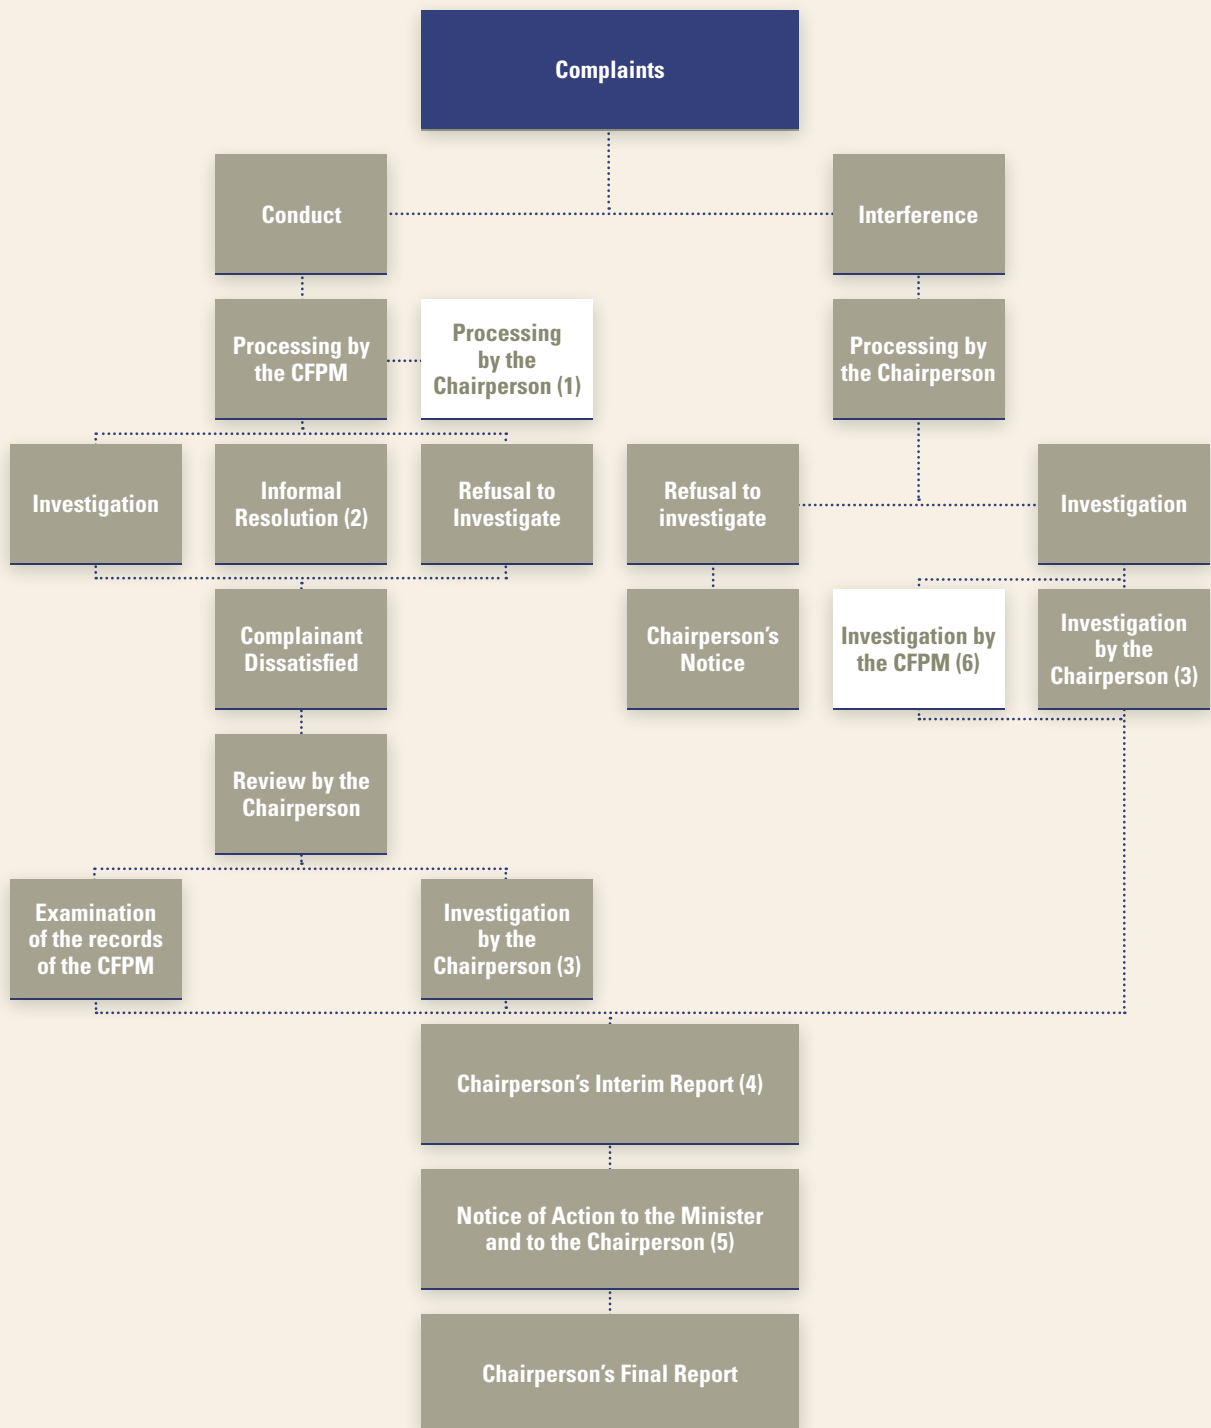 Complaints
Conduct
Interference
Processing by
the CFPM
Processing
by the
Chairperson (1)
Processing by
the Chairperson
Investigation
Informal
Resolution (2)
Refusal to
Investigate
Refusal to
investigate
Investigation
Complainant
Dissatisfied
Chairperson's
Notice
Investigation by
the CFPM (6)
Investigation
by the
Chairperson (3)
Review by the
Chairperson
Examination
of the records
of the CFPM
Investigation
by the
Chairperson (3)
Chairperson's Interim Report (4)
Notice of Action to the Minister
and to the Chairperson (5)
Chairperson's Final Report